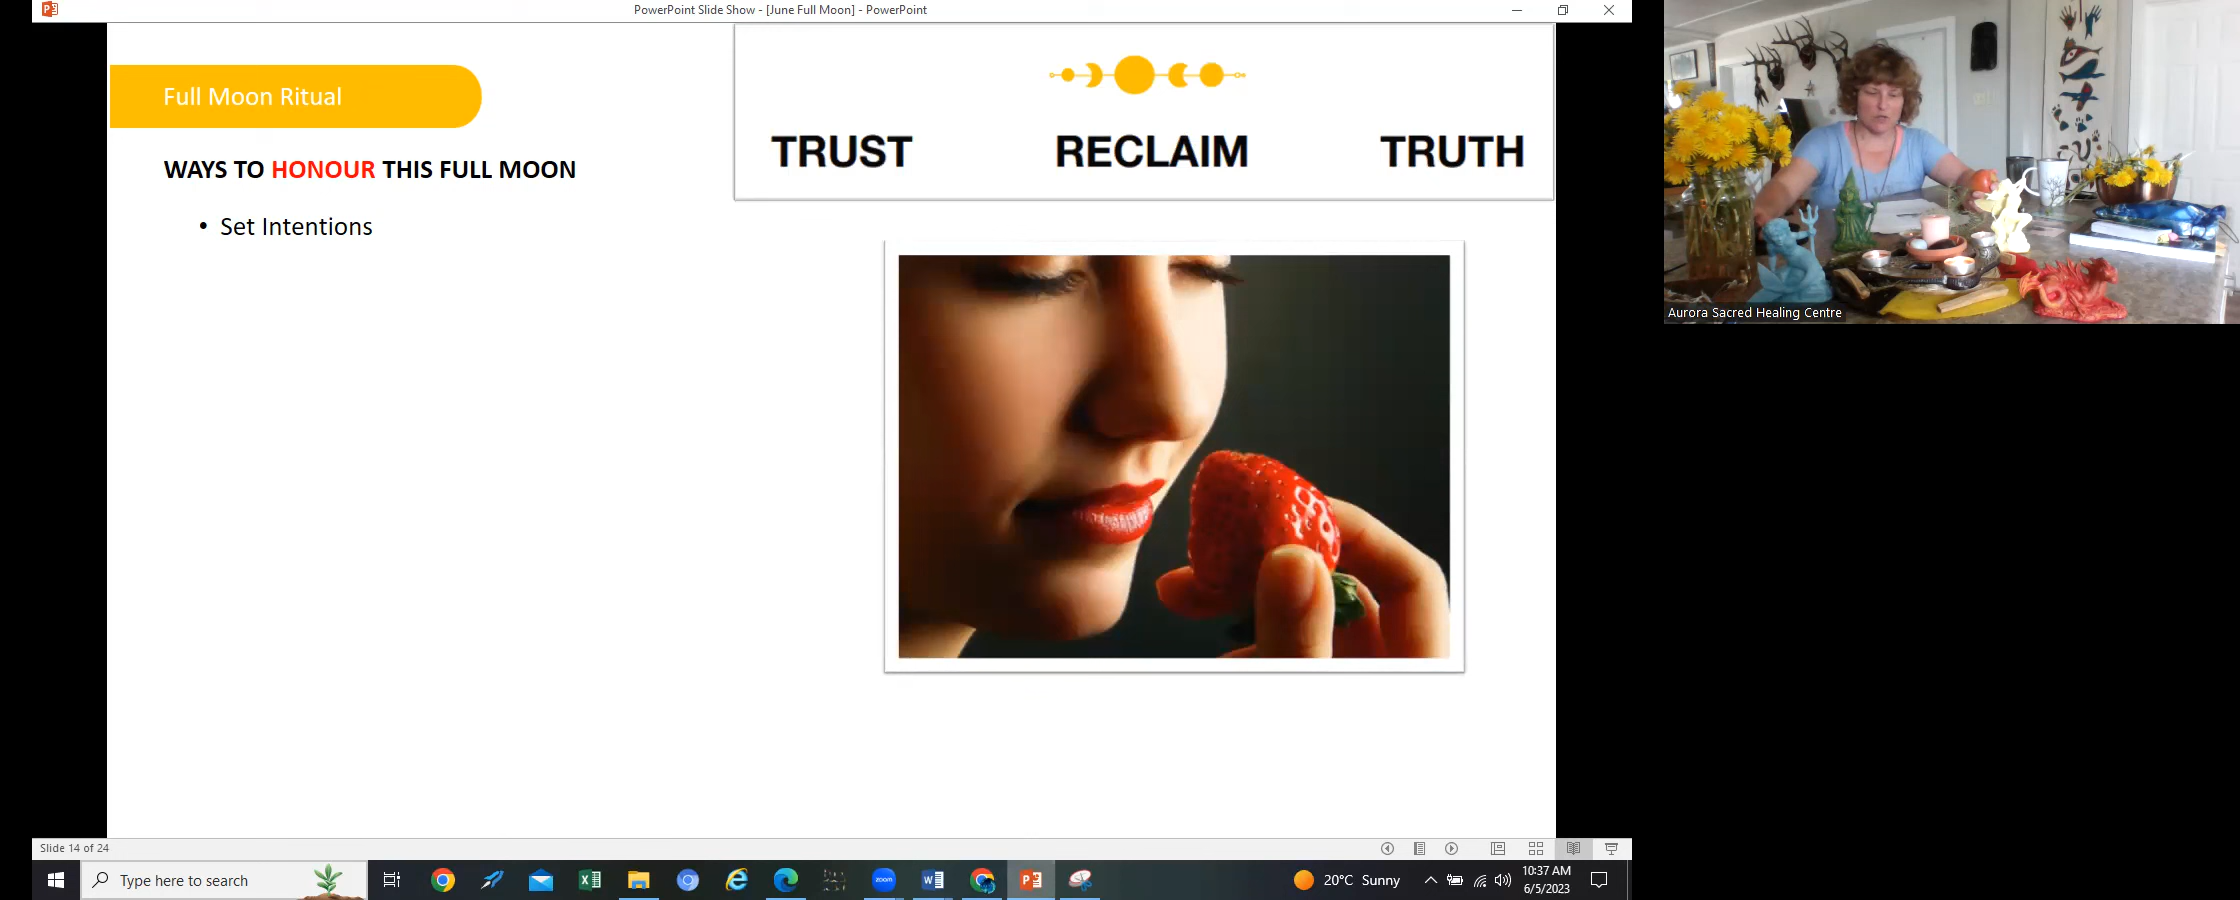 PowerPoint Slide Show - [June Full Moon] - PowerPoint
Full Moon Ritual
WAYS TO HONOUR THIS FULL MOON
• Set Intentions
TRUST RECLAIM TRUTH
Aurora Sacred Healing Centre
Slide 14 of 24
Type here to search
zoom
20°C Sunny
10:37 AM
6/5/2023